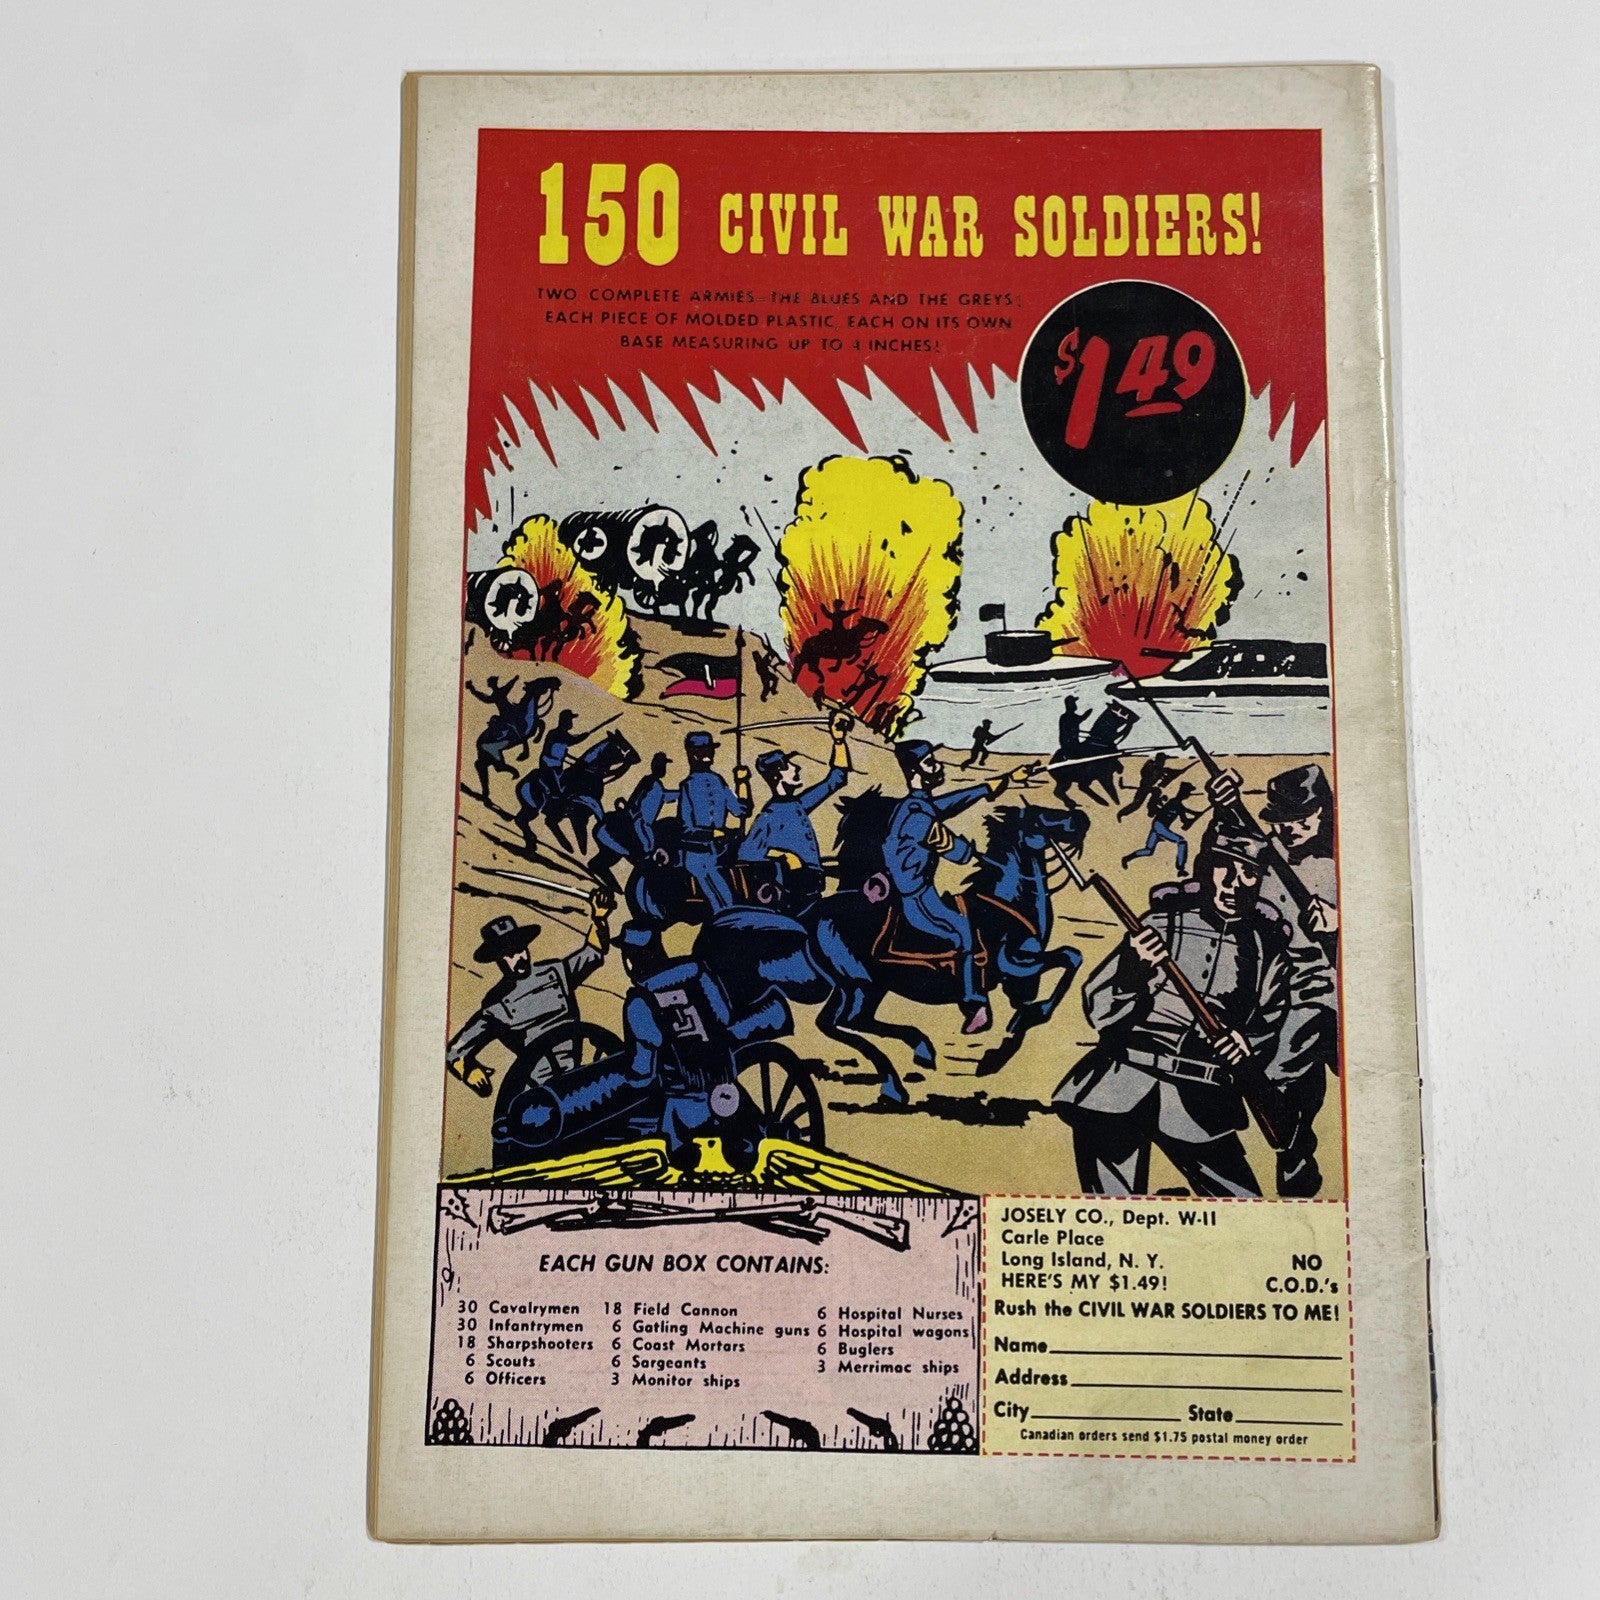 150 CIVIL WAR SOLDIERS!
TWO COMPLETE ARMIES—THE BLUES AND THE GREYS!
EACH PIECE OF MOLDED PLASTIC, EACH ON ITS OWN
BASE MEASURING UP TO 4 INCHES!
$1.49
EACH GUN BOX CONTAINS:
30 Cavalrymen
30 Infantrymen
18 Sharpshooters
6 Scouts
6 Officers
18 Field Cannon
6 Gatling Machine guns
6 Coast Mortars
6 Sargeants
3 Monitor ships
6 Hospital Nurses
6 Hospital wagons
6 Buglers
3 Merrimac ships
JOSELY CO., Dept. W-11
Carle Place
Long Island, N. Y.
HERE'S MY $1.49!
NO
C.O.D.'s
Rush the CIVIL WAR SOLDIERS TO ME!
Name
Address
City State
Canadian orders send $1.75 postal money order